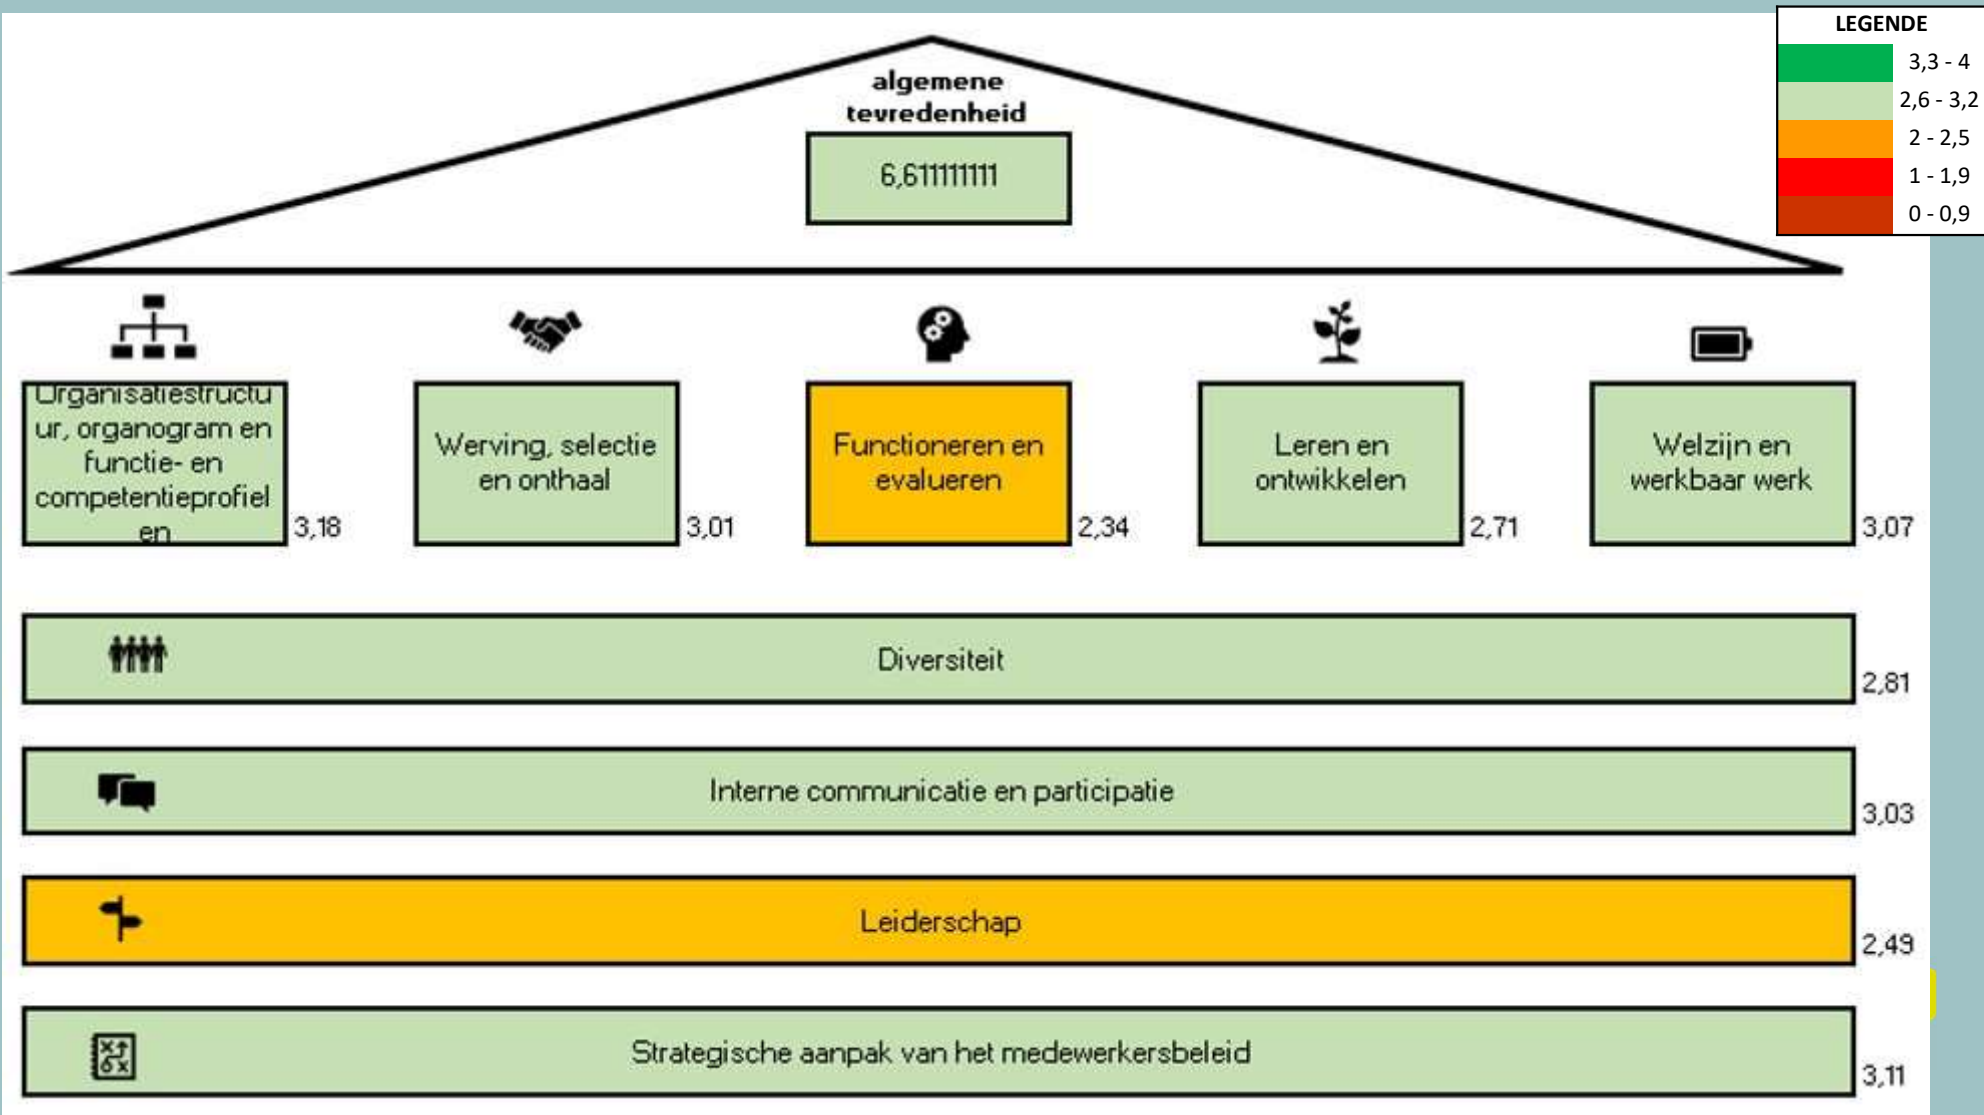 LEGENDE
3,3 - 4
2,6 - 3,2
2 - 2,5
1 - 1,9
0 - 0,9
algemene
tevredenheid
6,611111111
Organisatiestructu
ur, organogram en
functie- en
competentieprofiel
en
3,18
Werving, selectie
en onthaal
3,01
Functioneren en
evalueren
2,34
Leren en
ontwikkelen
2,71
Welzijn en
werkbaar werk
3,07
Diversiteit
2,81
Interne communicatie en participatie
3,03
Leiderschap
2,49
Strategische aanpak van het medewerkersbeleid
3,11